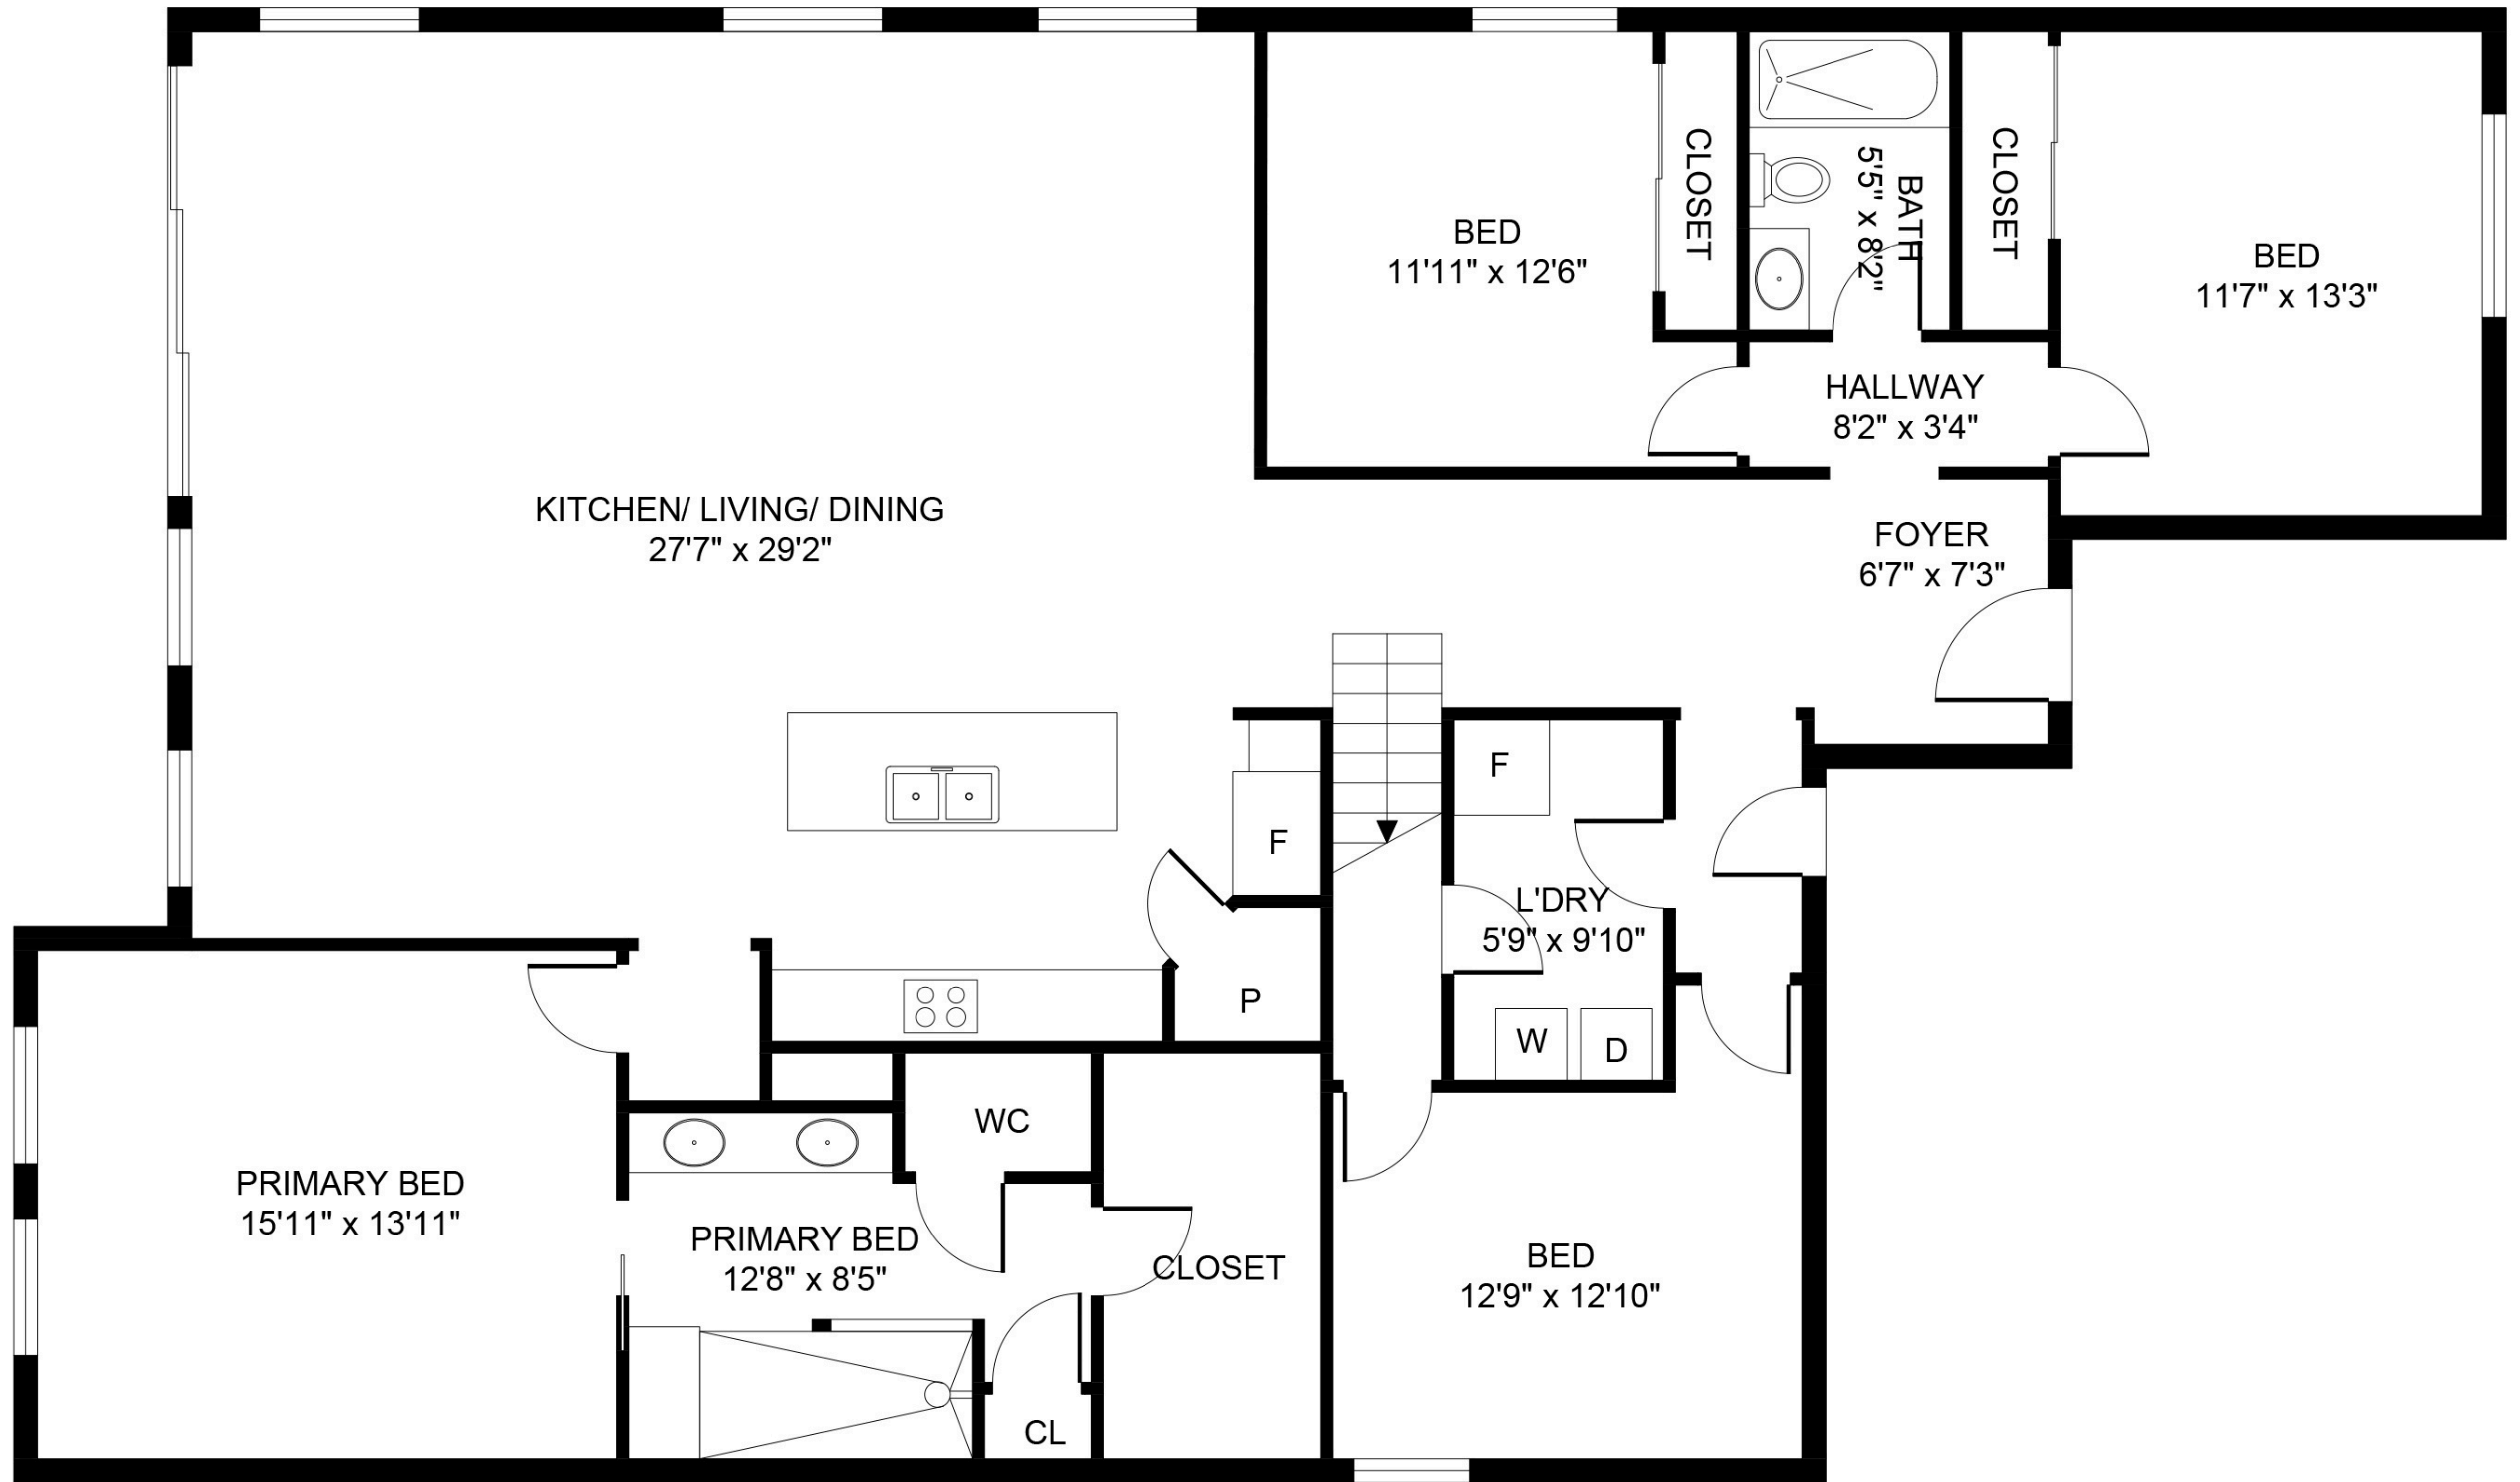 CLOSET
BATH
5'5" x 8'2"
CLOSET
BED
11'11" x 12'6"
BED
11'7" x 13'3"
HALLWAY
8'2" x 3'4"
KITCHEN/ LIVING/ DINING
27'7" x 29'2"
FOYER
6'7" x 7'3"
F
F
L'DRY
5'9" x 9'10"
P
W
D
WC
PRIMARY BED
15'11" x 13'11"
PRIMARY BED
12'8" x 8'5"
CLOSET
BED
12'9" x 12'10"
CL